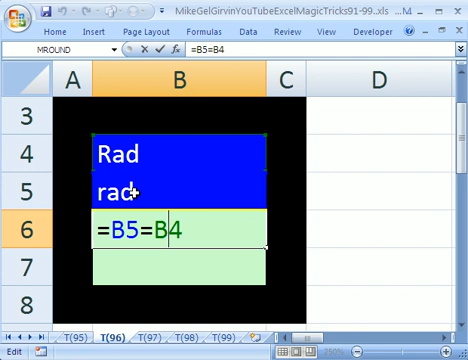 MikeGelGirvinYouTubeExcelMagicTricks91-99.xls
Home Insert Page Layout Formulas Data Review View Developer
MROUND =B5=B4
A B C D
3
4 Rad
5 rad
6 =B5=B4
7
8
T(95) T(96) T(97) T(98) T(99)
Edit